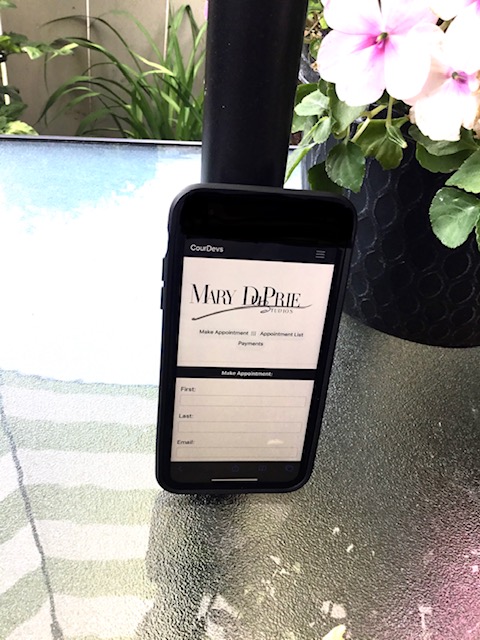 CourDevs
MARY DUPRIE
STUDIOS
Make Appointment Appointment List
Payments
Make Appointment:
First:
Last:
Email: